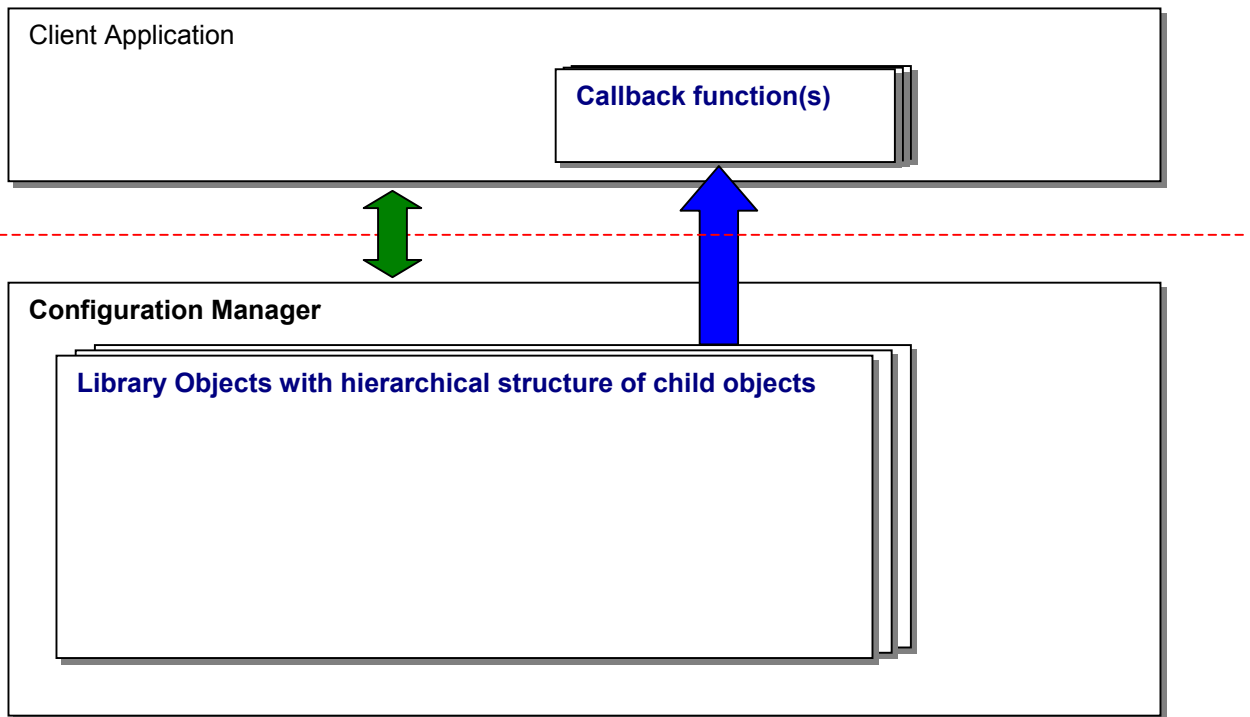 Client Application
Callback function(s)
Configuration Manager
Library Objects with hierarchical structure of child objects